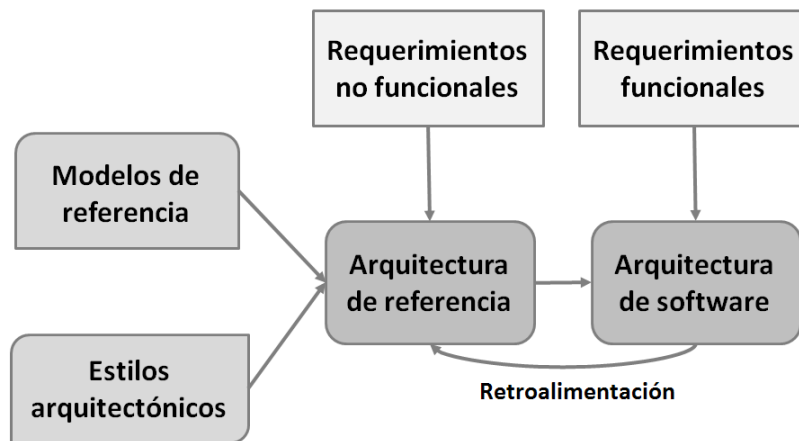 Requerimientos
no funcionales
Requerimientos
funcionales
Modelos de
referencia
Arquitectura
de referencia
Arquitectura
de software
Estilos
arquitectónicos
Retroalimentación